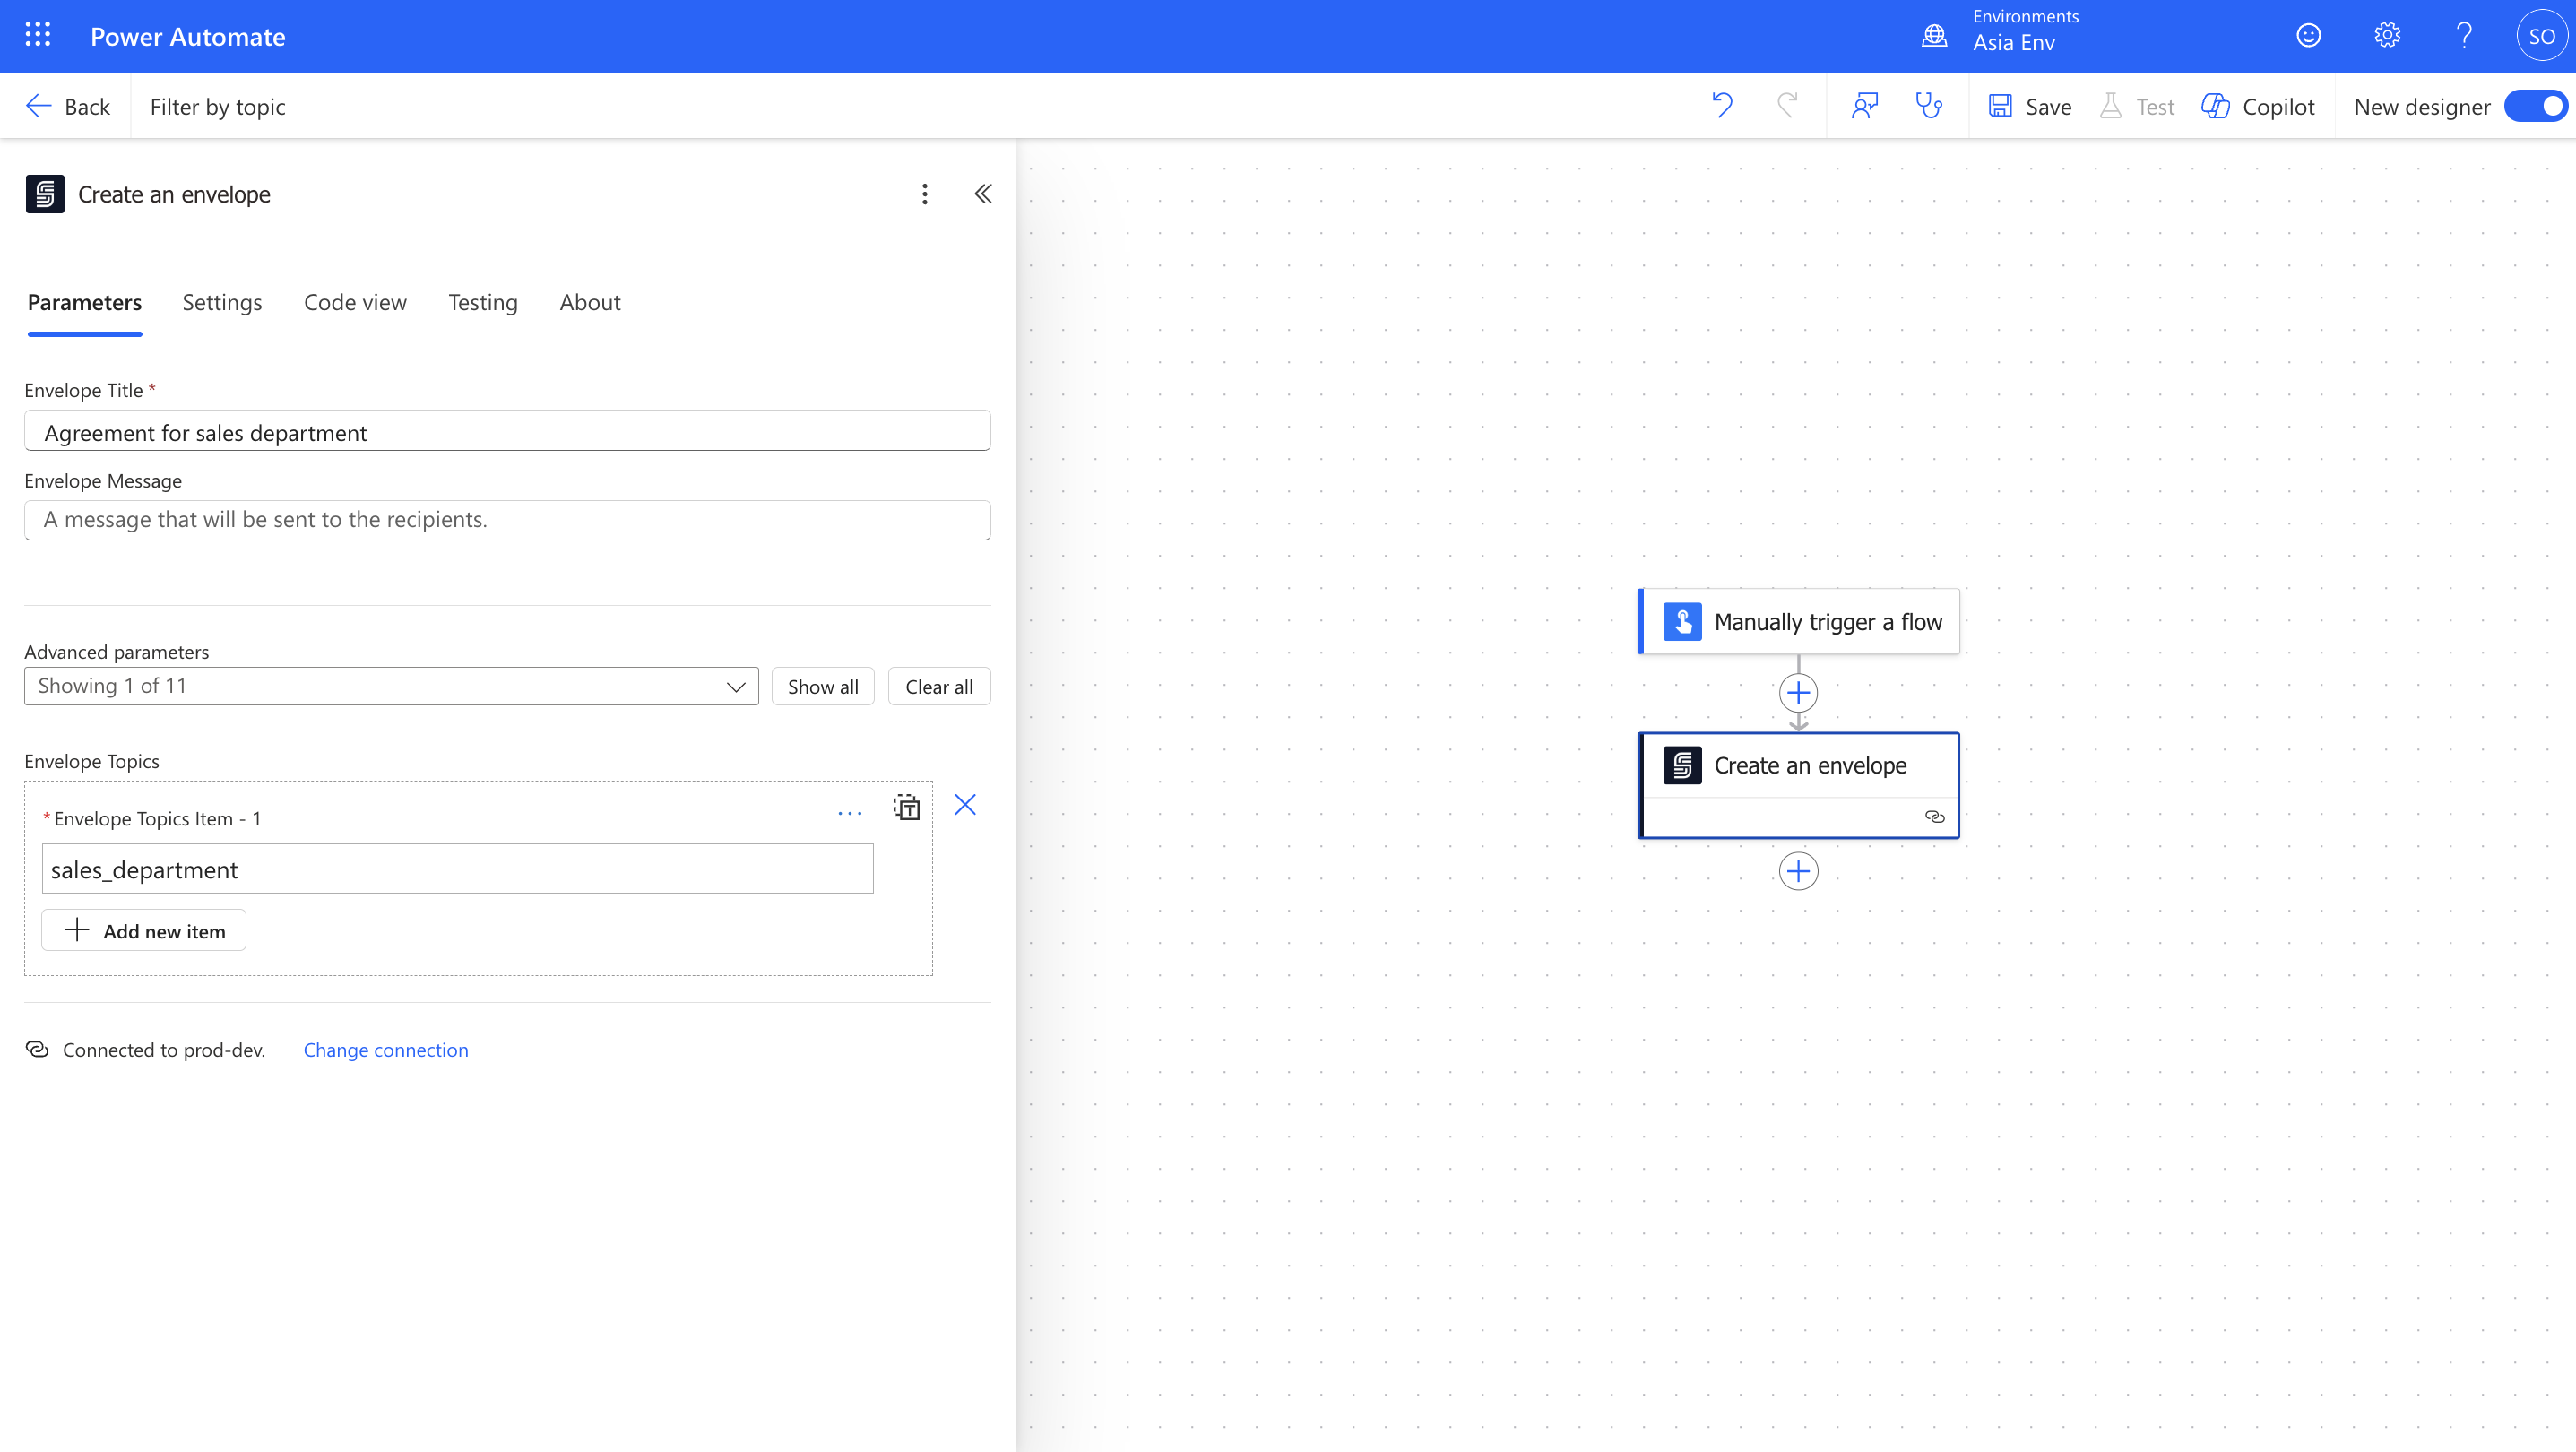 Power Automate
Environments
Asia Env
SO
Back
Filter by topic
Save
Test
Copilot
New designer
Create an envelope
Parameters
Settings
Code view
Testing
About
Envelope Title *
Agreement for sales department
Envelope Message
A message that will be sent to the recipients.
Advanced parameters
Showing 1 of 11
Show all
Clear all
Envelope Topics
* Envelope Topics Item - 1
sales_department
Add new item
Connected to prod-dev.
Change connection
Manually trigger a flow
Create an envelope